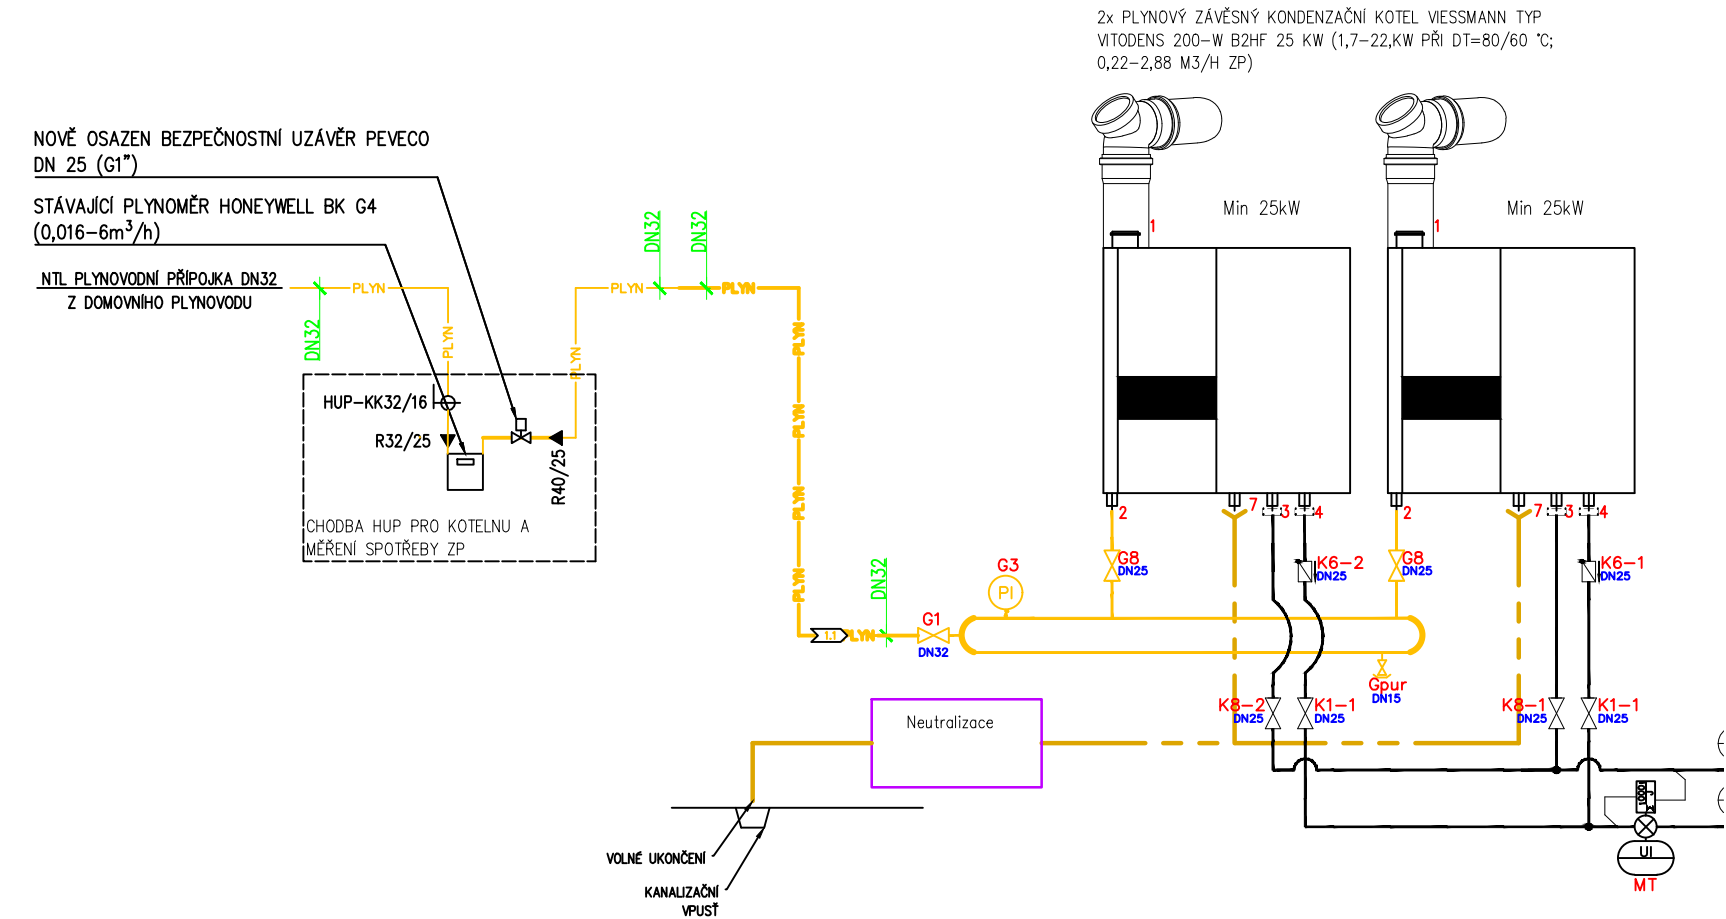 2x PLYNOVÝ ZÁVĚSNÝ KONDENZAČNÍ KOTEL VIESSMANN TYP
VITODENS 200-W B2HF 25 KW (1,7-22,KW PŘI DT=80/60 °C;
0,22-2,88 M3/H ZP)
NOVĚ OSAZEN BEZPEČNOSTNÍ UZÁVĚR PEVECO
DN 25 (G1")
STÁVAJÍCÍ PLYNOMĚR HONEYWELL BK G4
(0,016-6m³/h)
NTL PLYNOVODNÍ PŘÍPOJKA DN32
Z DOMOVNÍHO PLYNOVODU
DN32
PLYN
PLYN
HUP-KK32/16
R32/25
R40/25
PLYN
CHODBA HUP PRO KOTELNU A
MĚŘENÍ SPOTŘEBY ZP
PLYN
DN32
DN32
PLYN
PLYN
PLYN
PLYN
PLYN
1.1
PLYN
DN32
G1
DN32
G3
PI
Min 25kW
Min 25kW
1
1
2
7
3
4
2
7
3
4
G8
DN25
K6-2
DN25
G8
DN25
K6-1
DN25
Gpur
DN15
K8-2
DN25
K1-1
DN25
K8-1
DN25
K1-1
DN25
Neutralizace
VOLNÉ UKONČENÍ
KANALIZAČNÍ
VPUSŤ
UI
MT